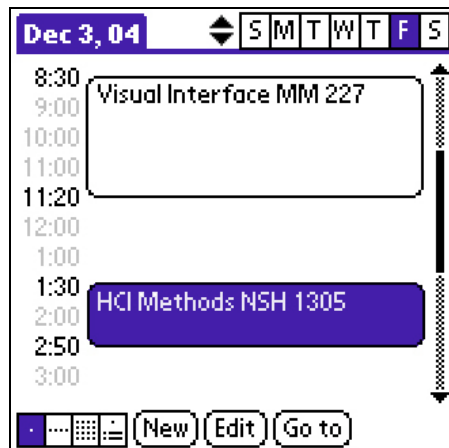 Dec 3, 04 S M T W T F S
8:30 Visual Interface MM 227
9:00
10:00
11:00
11:20
12:00
1:00
1:30 HCI Methods NSH 1305
2:00
2:50
3:00
New Edit Go to